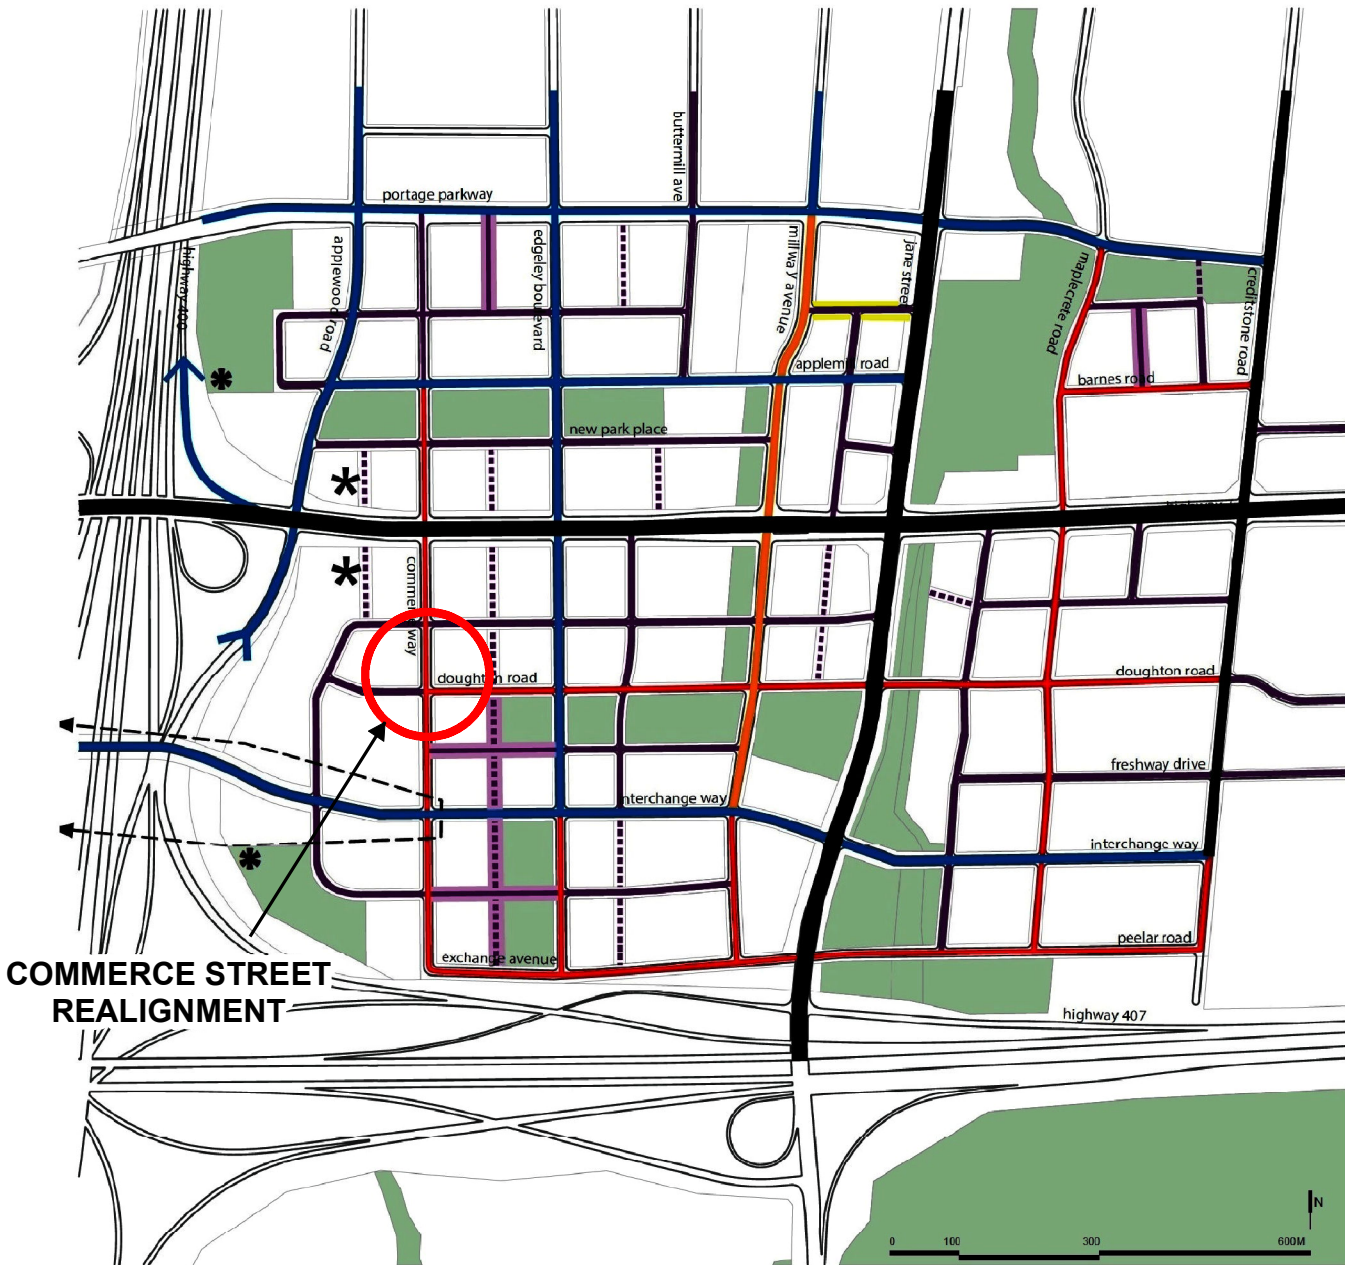 buttermill ave
portage parkway
applewood road
edgeley boulevard
millway avenue
jane street
highway 400
maplecrete road
creditstone road
applemill road
barnes road
new park place
commerce way
doughton road
doughton road
freshway drive
interchange way
interchange way
peelar road
exchange avenue
COMMERCE STREET
REALIGNMENT
highway 407
N
0 100 300 600M